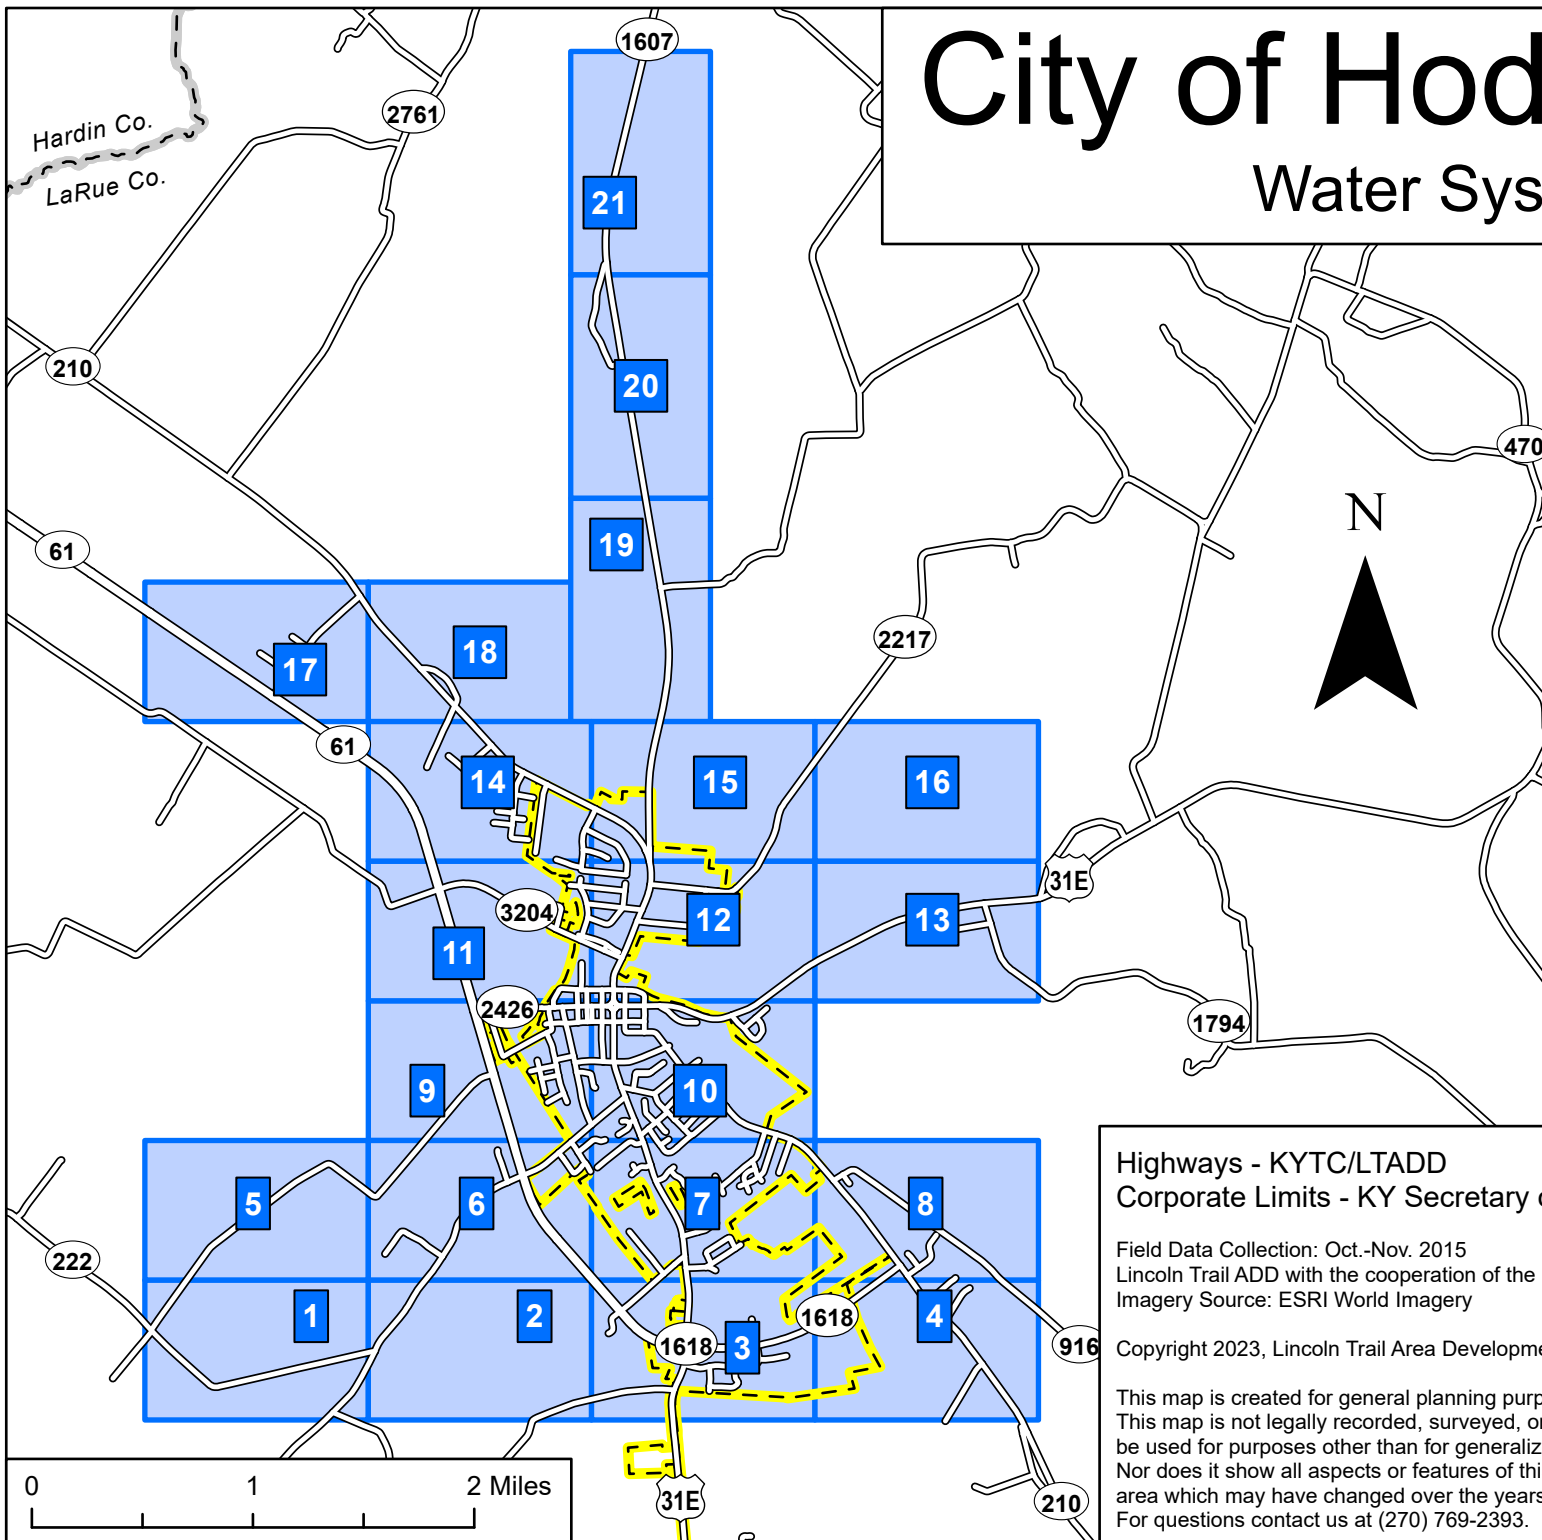 City of Hod
Water Sys
Hardin Co.
LaRue Co.
1607
2761
21
210
20
470
N
61
19
2217
18
17
61
14
15
16
31E
3204
12
13
11
2426
1794
9
10
5
6
7
8
222
1
2
1618
3
1618
4
916
31E
210
0 1 2 Miles
Highways - KYTC/LTADD
Corporate Limits - KY Secretary o
Field Data Collection: Oct.-Nov. 2015
Lincoln Trail ADD with the cooperation of the
Imagery Source: ESRI World Imagery
Copyright 2023, Lincoln Trail Area Developme
This map is created for general planning purp
This map is not legally recorded, surveyed, or
be used for purposes other than for generaliz
Nor does it show all aspects or features of thi
area which may have changed over the years
For questions contact us at (270) 769-2393.